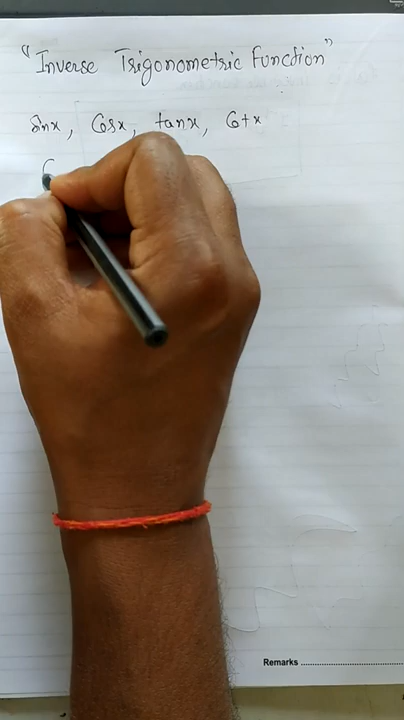 "Inverse Trigonometric Function"
sinx, Cosx, tanx, Cotx
C
Remarks